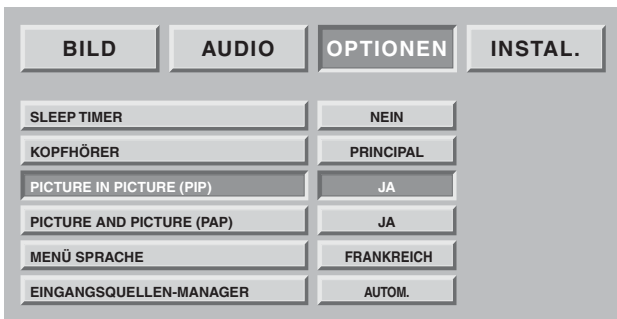 BILD AUDIO OPTIONEN INSTAL.
SLEEP TIMER NEIN
KOPFHÖRER PRINCIPAL
PICTURE IN PICTURE (PIP) JA
PICTURE AND PICTURE (PAP) JA
MENÜ SPRACHE FRANKREICH
EINGANGSQUELLEN-MANAGER AUTOM.